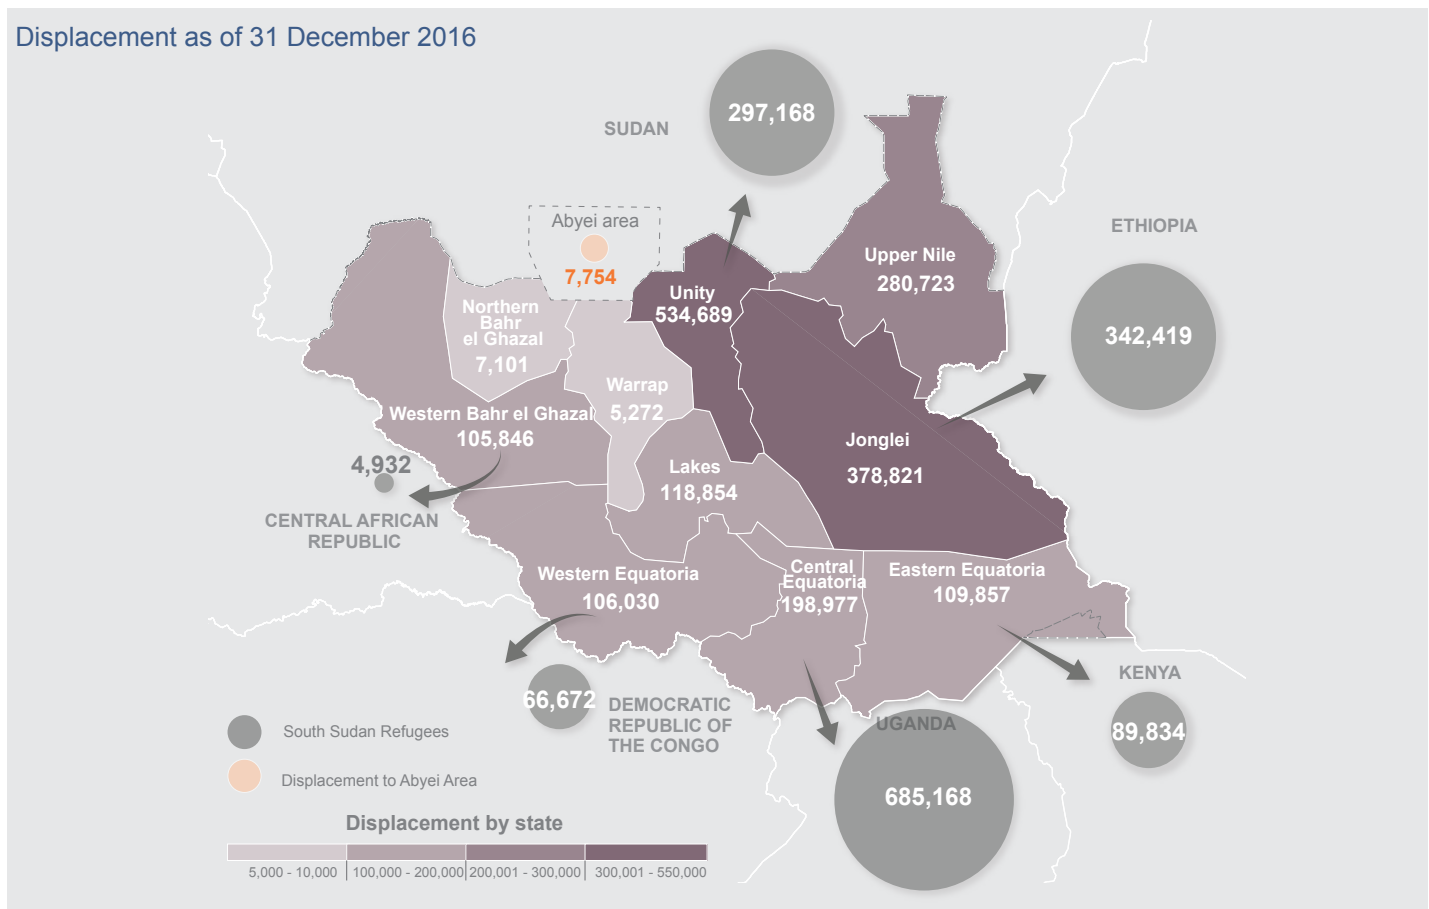 Displacement as of 31 December 2016
297,168
SUDAN
Abyei area
7,754
ETHIOPIA
342,419
Upper Nile
280,723
Unity
534,689
Northern
Bahr
el Ghazal
7,101
Warrap
5,272
Western Bahr el Ghazal
105,846
4,932
CENTRAL AFRICAN
REPUBLIC
Jonglei
378,821
Lakes
118,854
Western Equatoria
106,030
Central
Equatoria
198,977
Eastern Equatoria
109,857
KENYA
89,834
66,672
DEMOCRATIC
REPUBLIC OF
THE CONGO
UGANDA
685,168
South Sudan Refugees
Displacement to Abyei Area
Displacement by state
5,000 - 10,000 100,000 - 200,000 200,001 - 300,000 300,001 - 550,000